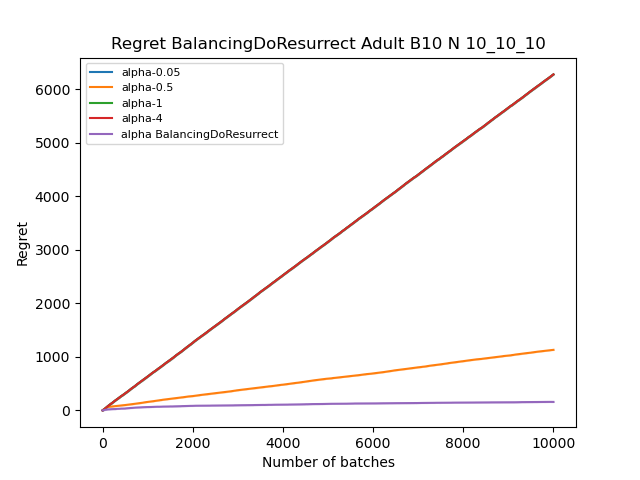 Regret BalancingDoResurrect Adult B10 N 10_10_10
alpha-0.05
alpha-0.5
alpha-1
alpha-4
alpha BalancingDoResurrect
Regret
6000
5000
4000
3000
2000
1000
0
0 2000 4000 6000 8000 10000
Number of batches